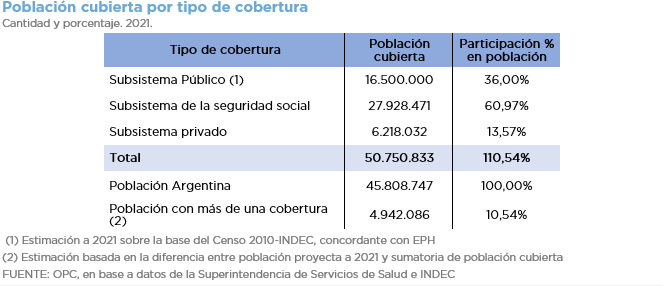 Población cubierta por tipo de cobertura
Cantidad y porcentaje. 2021.
Tipo de cobertura Población cubierta Participación % en población
Subsistema Público (1) 16.500.000 36,00%
Subsistema de la seguridad social 27.928.471 60,97%
Subsistema privado 6.218.032 13,57%
Total 50.750.833 110,54%
Población Argentina 45.808.747 100,00%
Población con más de una cobertura (2) 4.942.086 10,54%
(1) Estimación a 2021 sobre la base del Censo 2010-INDEC, concordante con EPH
(2) Estimación basada en la diferencia entre población proyecta a 2021 y sumatoria de población cubierta
FUENTE: OPC, en base a datos de la Superintendencia de Servicios de Salud e INDEC